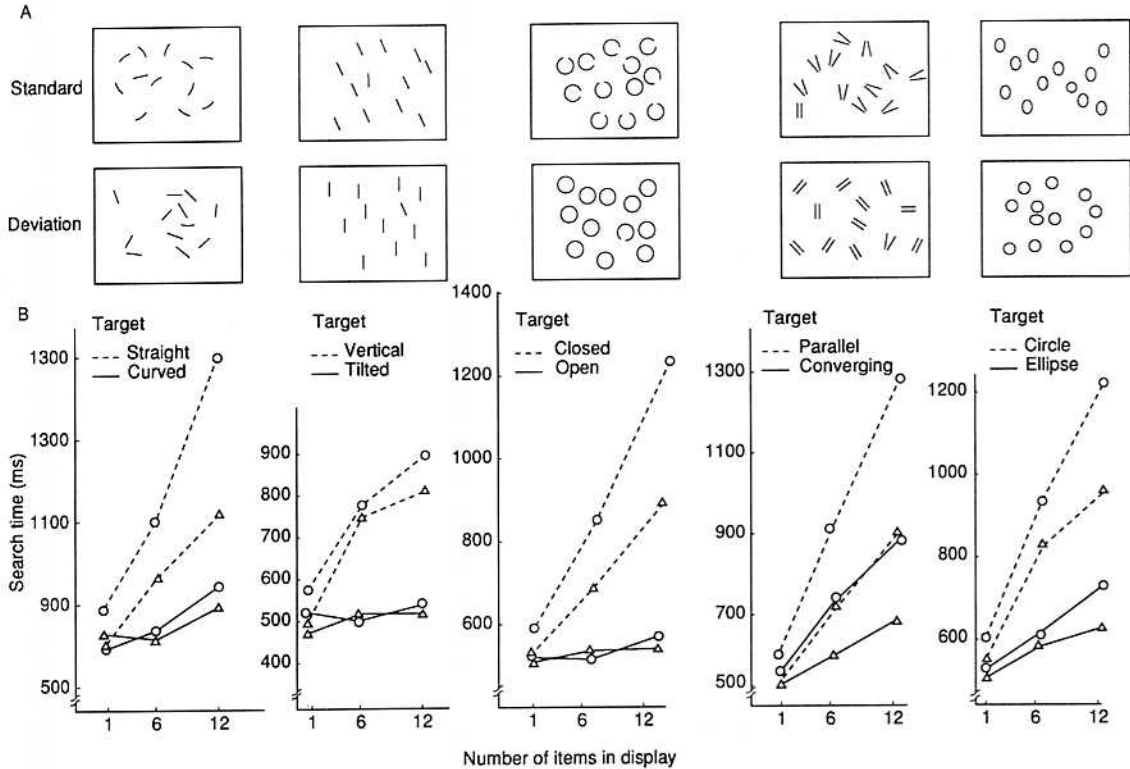 A
Standard
Deviation
B
Search time (ms)
Target
Straight
Curved
1300
1300
1100
900
500
1 6 12
Target
Vertical
Tilted
900
800
700
600
500
400
1 6 12
1400
Target
Closed
Open
1200
1000
800
600
1 6 12
Target
Parallel
Converging
1300
900
700
500
1 6 12
Target
Circle
Ellipse
1200
1000
800
600
1 6 12
Number of items in display